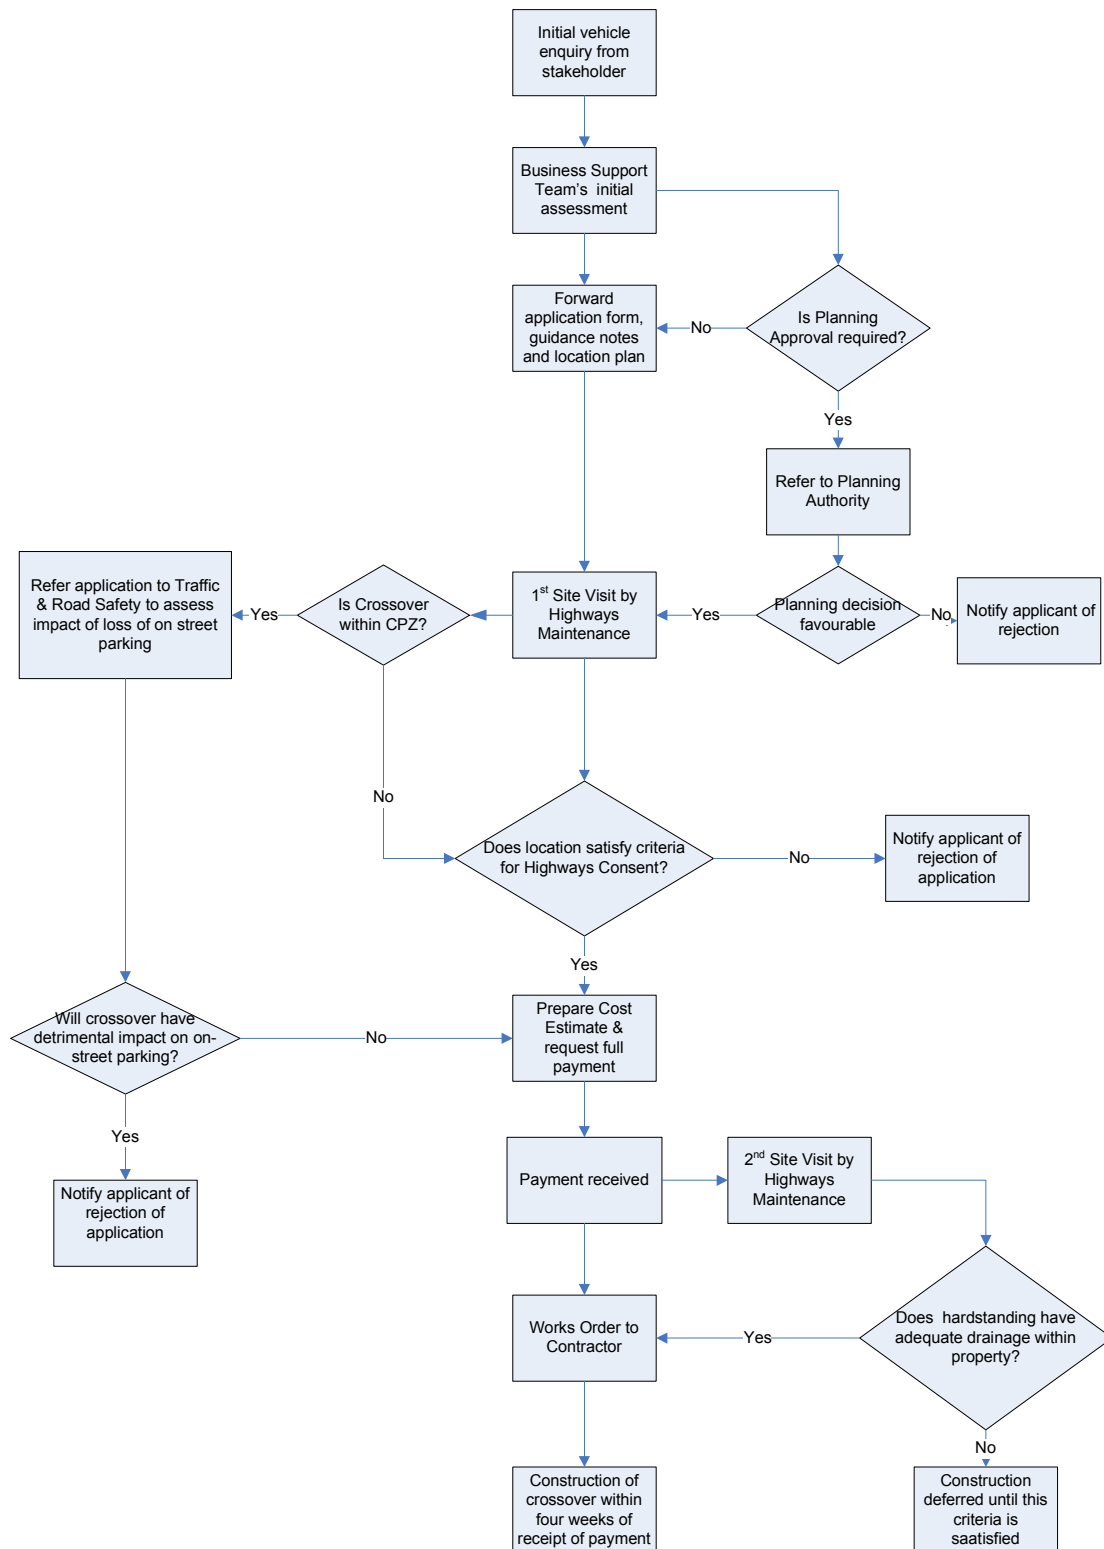 Initial vehicle
enquiry from
stakeholder
Business Support
Team's initial
assessment
Forward
application form,
guidance notes
and location plan
No
Is Planning
Approval required?
Yes
Refer to Planning
Authority
Refer application to Traffic
& Road Safety to assess
impact of loss of on street
parking
Yes
Is Crossover
within CPZ?
1st Site Visit by
Highways
Maintenance
Yes
Planning decision
favourable
No
Notify applicant of
rejection
No
Does location satisfy criteria
for Highways Consent?
No
Notify applicant of
rejection of
application
Yes
Will crossover have
detrimental impact on on-
street parking?
No
Prepare Cost
Estimate &
request full
payment
Yes
Notify applicant of
rejection of
application
Payment received
2nd Site Visit by
Highways
Maintenance
Works Order to
Contractor
Yes
Does hardstanding have
adequate drainage within
property?
No
Construction of
crossover within
four weeks of
receipt of payment
Construction
deferred until this
criteria is
saatisfied